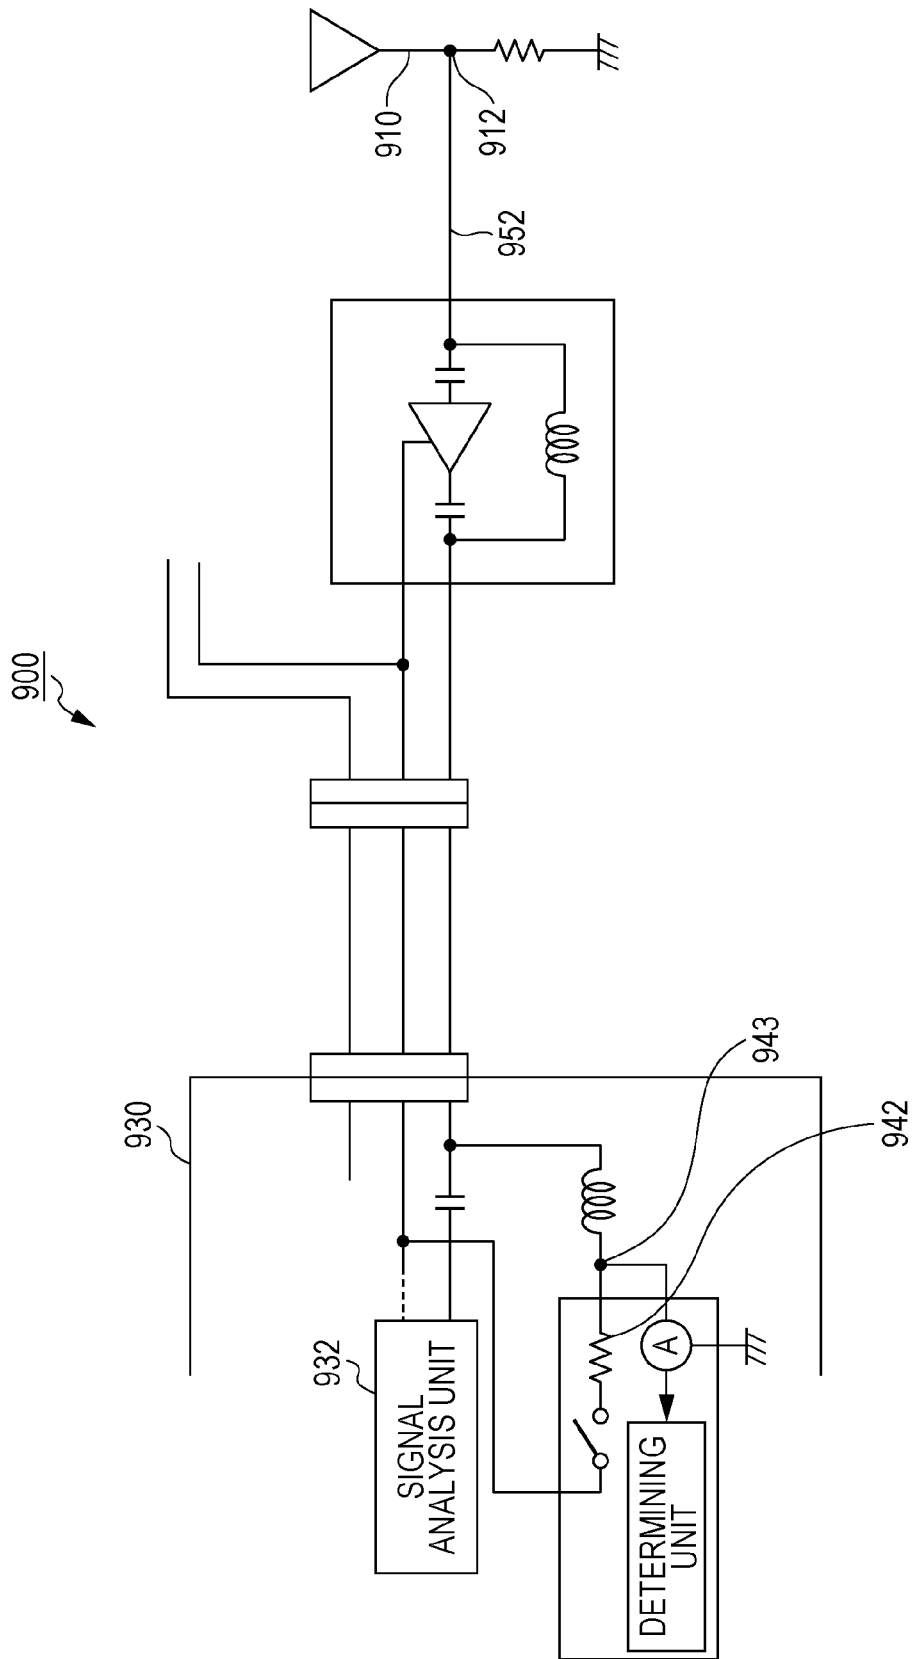 900
910
912
952
930
932
SIGNAL
ANALYSIS UNIT
943
942
A
DETERMINING
UNIT